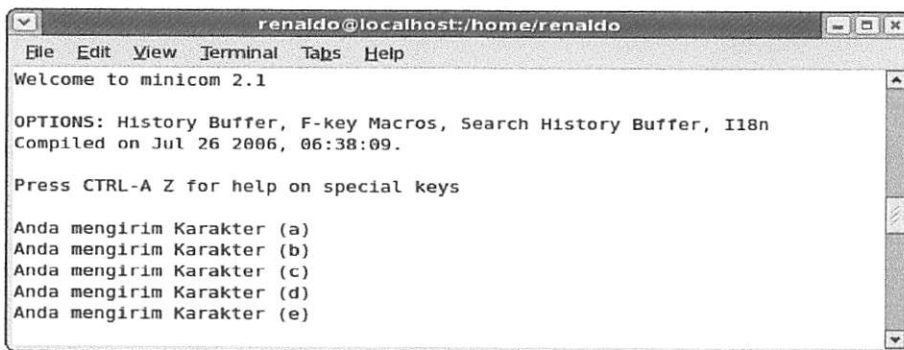 renaldo@localhost:/home/renaldo
File Edit View Terminal Tabs Help
Welcome to minicom 2.1
OPTIONS: History Buffer, F-key Macros, Search History Buffer, I18n
Compiled on Jul 26 2006, 06:38:09.
Press CTRL-A Z for help on special keys
Anda mengirim Karakter (a)
Anda mengirim Karakter (b)
Anda mengirim Karakter (c)
Anda mengirim Karakter (d)
Anda mengirim Karakter (e)